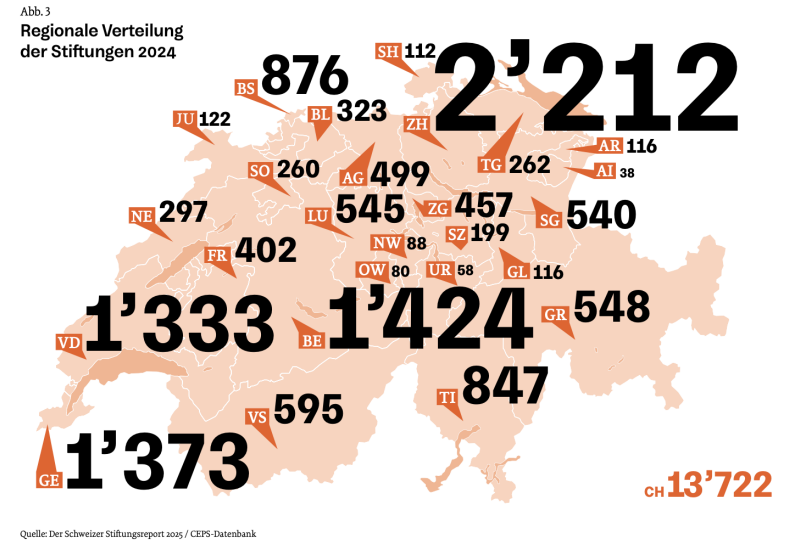 Abb. 3
Regionale Verteilung
der Stiftungen 2024
SH 112
BS 876
ZH 2’212
BL 323
JU 122
AR 116
TG 262
AI 38
SO 260
AG 499
NE 297
LU 545
ZG 457
SG 540
SZ 199
FR 402
NW 88
OW 80
UR 58
GL 116
VD 1’333
BE 1’424
GR 548
TI 847
VS 595
GE 1’373
CH 13’722
Quelle: Der Schweizer Stiftungsreport 2025 / CEPS-Datenbank